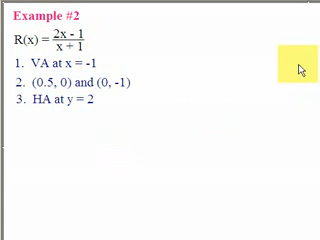 Example #2
R(x) = 2x - 1
x + 1
1. VA at x = -1
2. (0.5, 0) and (0, -1)
3. HA at y = 2